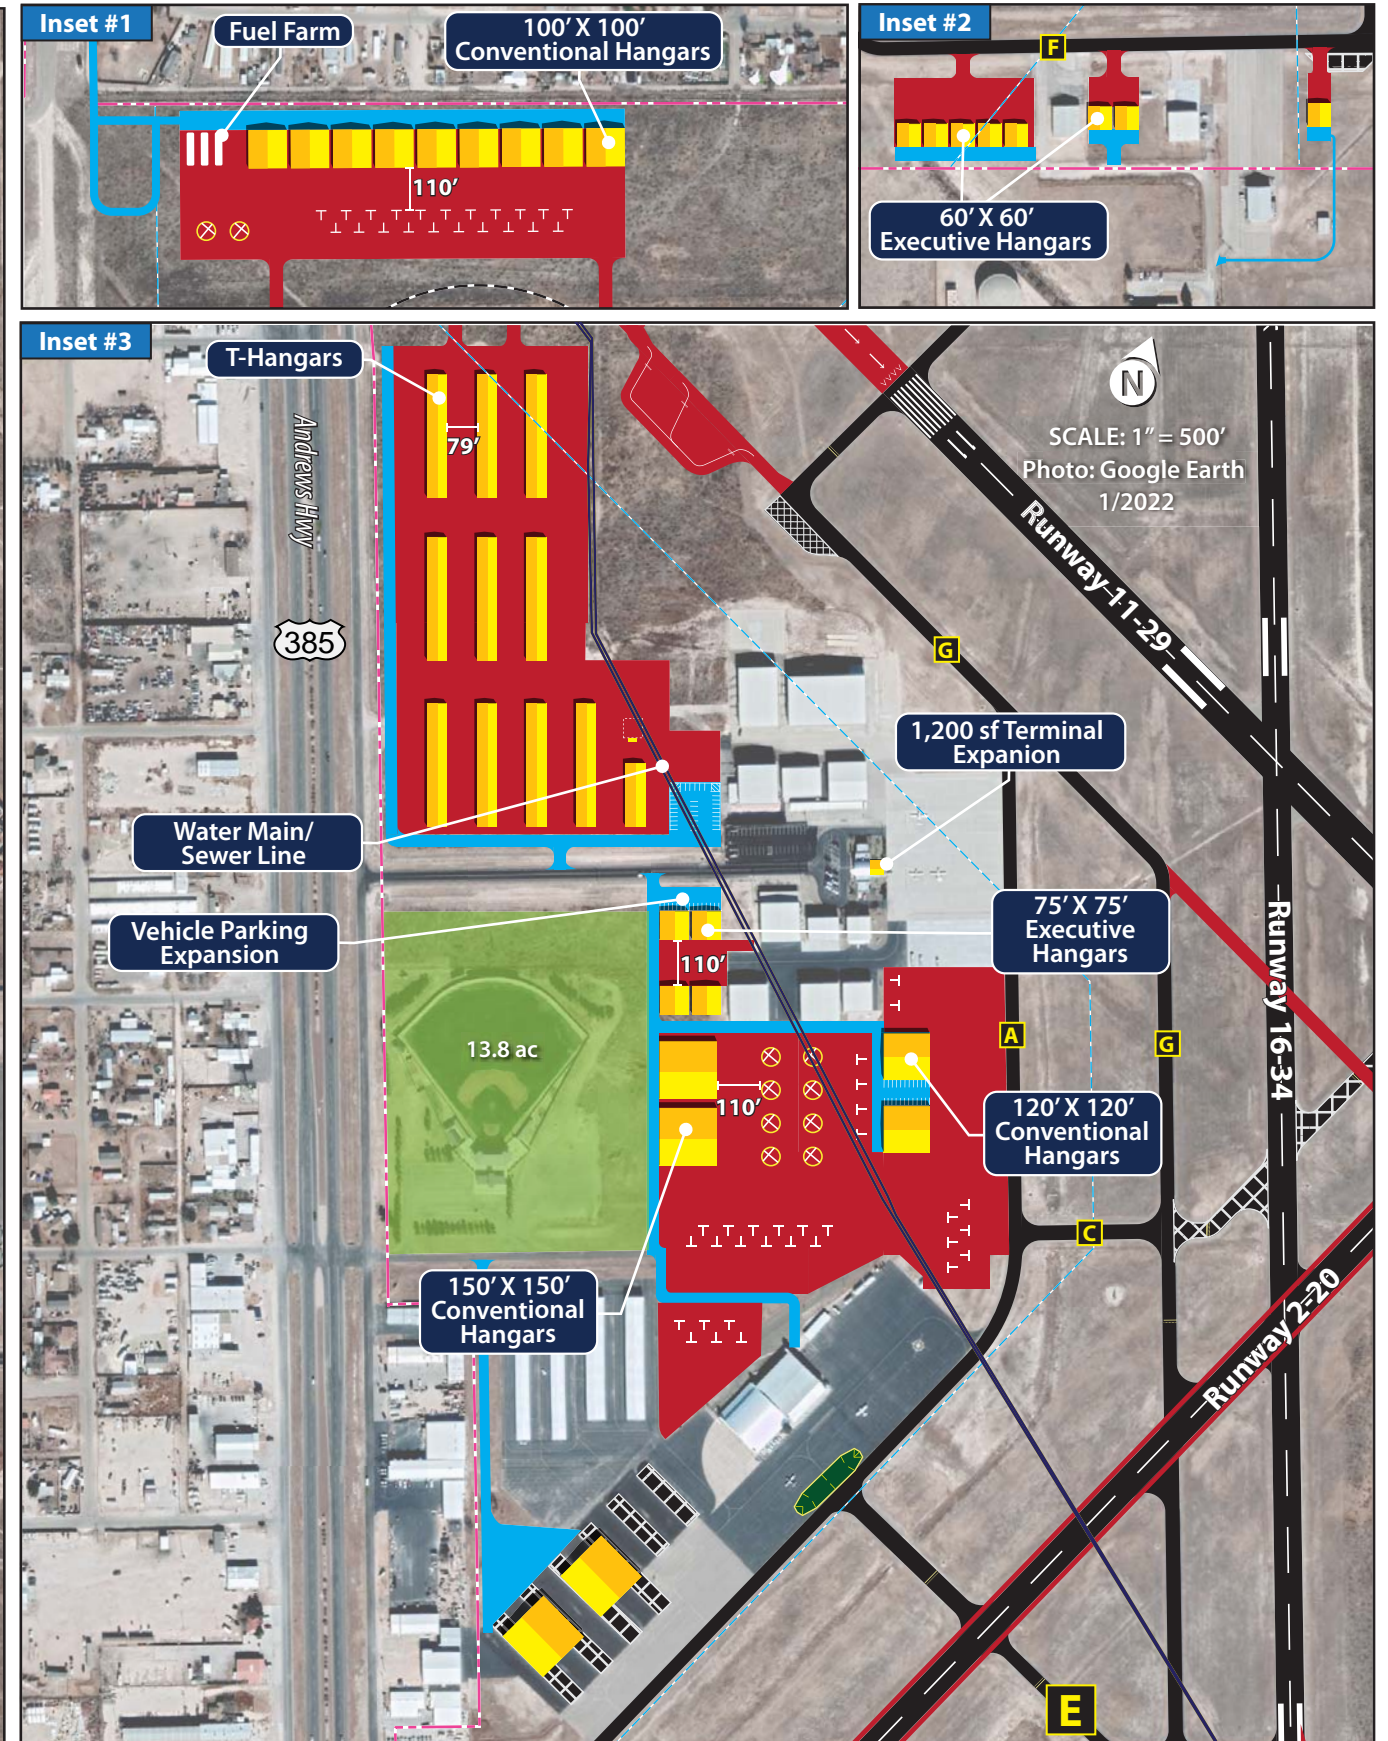 Inset #1
Fuel Farm
100' X 100'
Conventional Hangars
110'
Inset #2
F
60' X 60'
Executive Hangars
Inset #3
T-Hangars
79'
Andrews Hwy
385
N
SCALE: 1" = 500'
Photo: Google Earth
1/2022
Runway 11-29
G
1,200 sf Terminal
Expanion
Water Main/
Sewer Line
Vehicle Parking
Expansion
75' X 75'
Executive
Hangars
110'
Runway 16-34
13.8 ac
A
G
110'
120' X 120'
Conventional
Hangars
C
150' X 150'
Conventional
Hangars
Runway 2-20
E